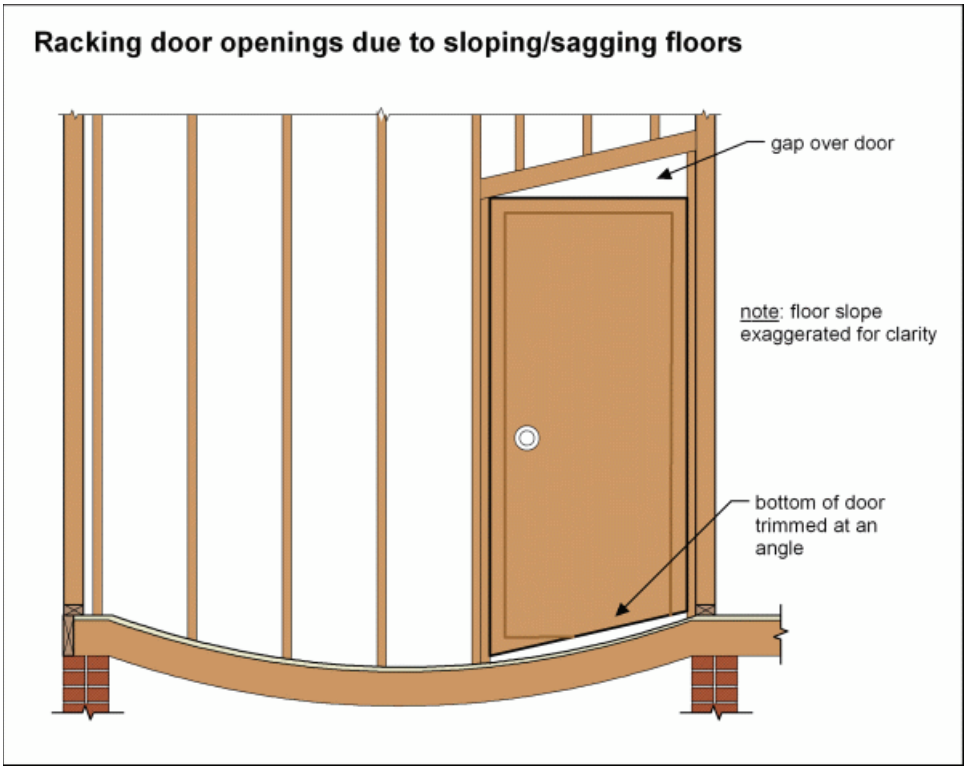 Racking door openings due to sloping/sagging floors
gap over door
note: floor slope
exaggerated for clarity
bottom of door
trimmed at an
angle